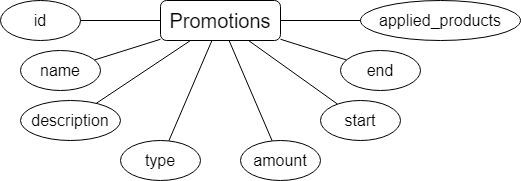 id
Promotions
applied_products
name
end
description
start
type
amount